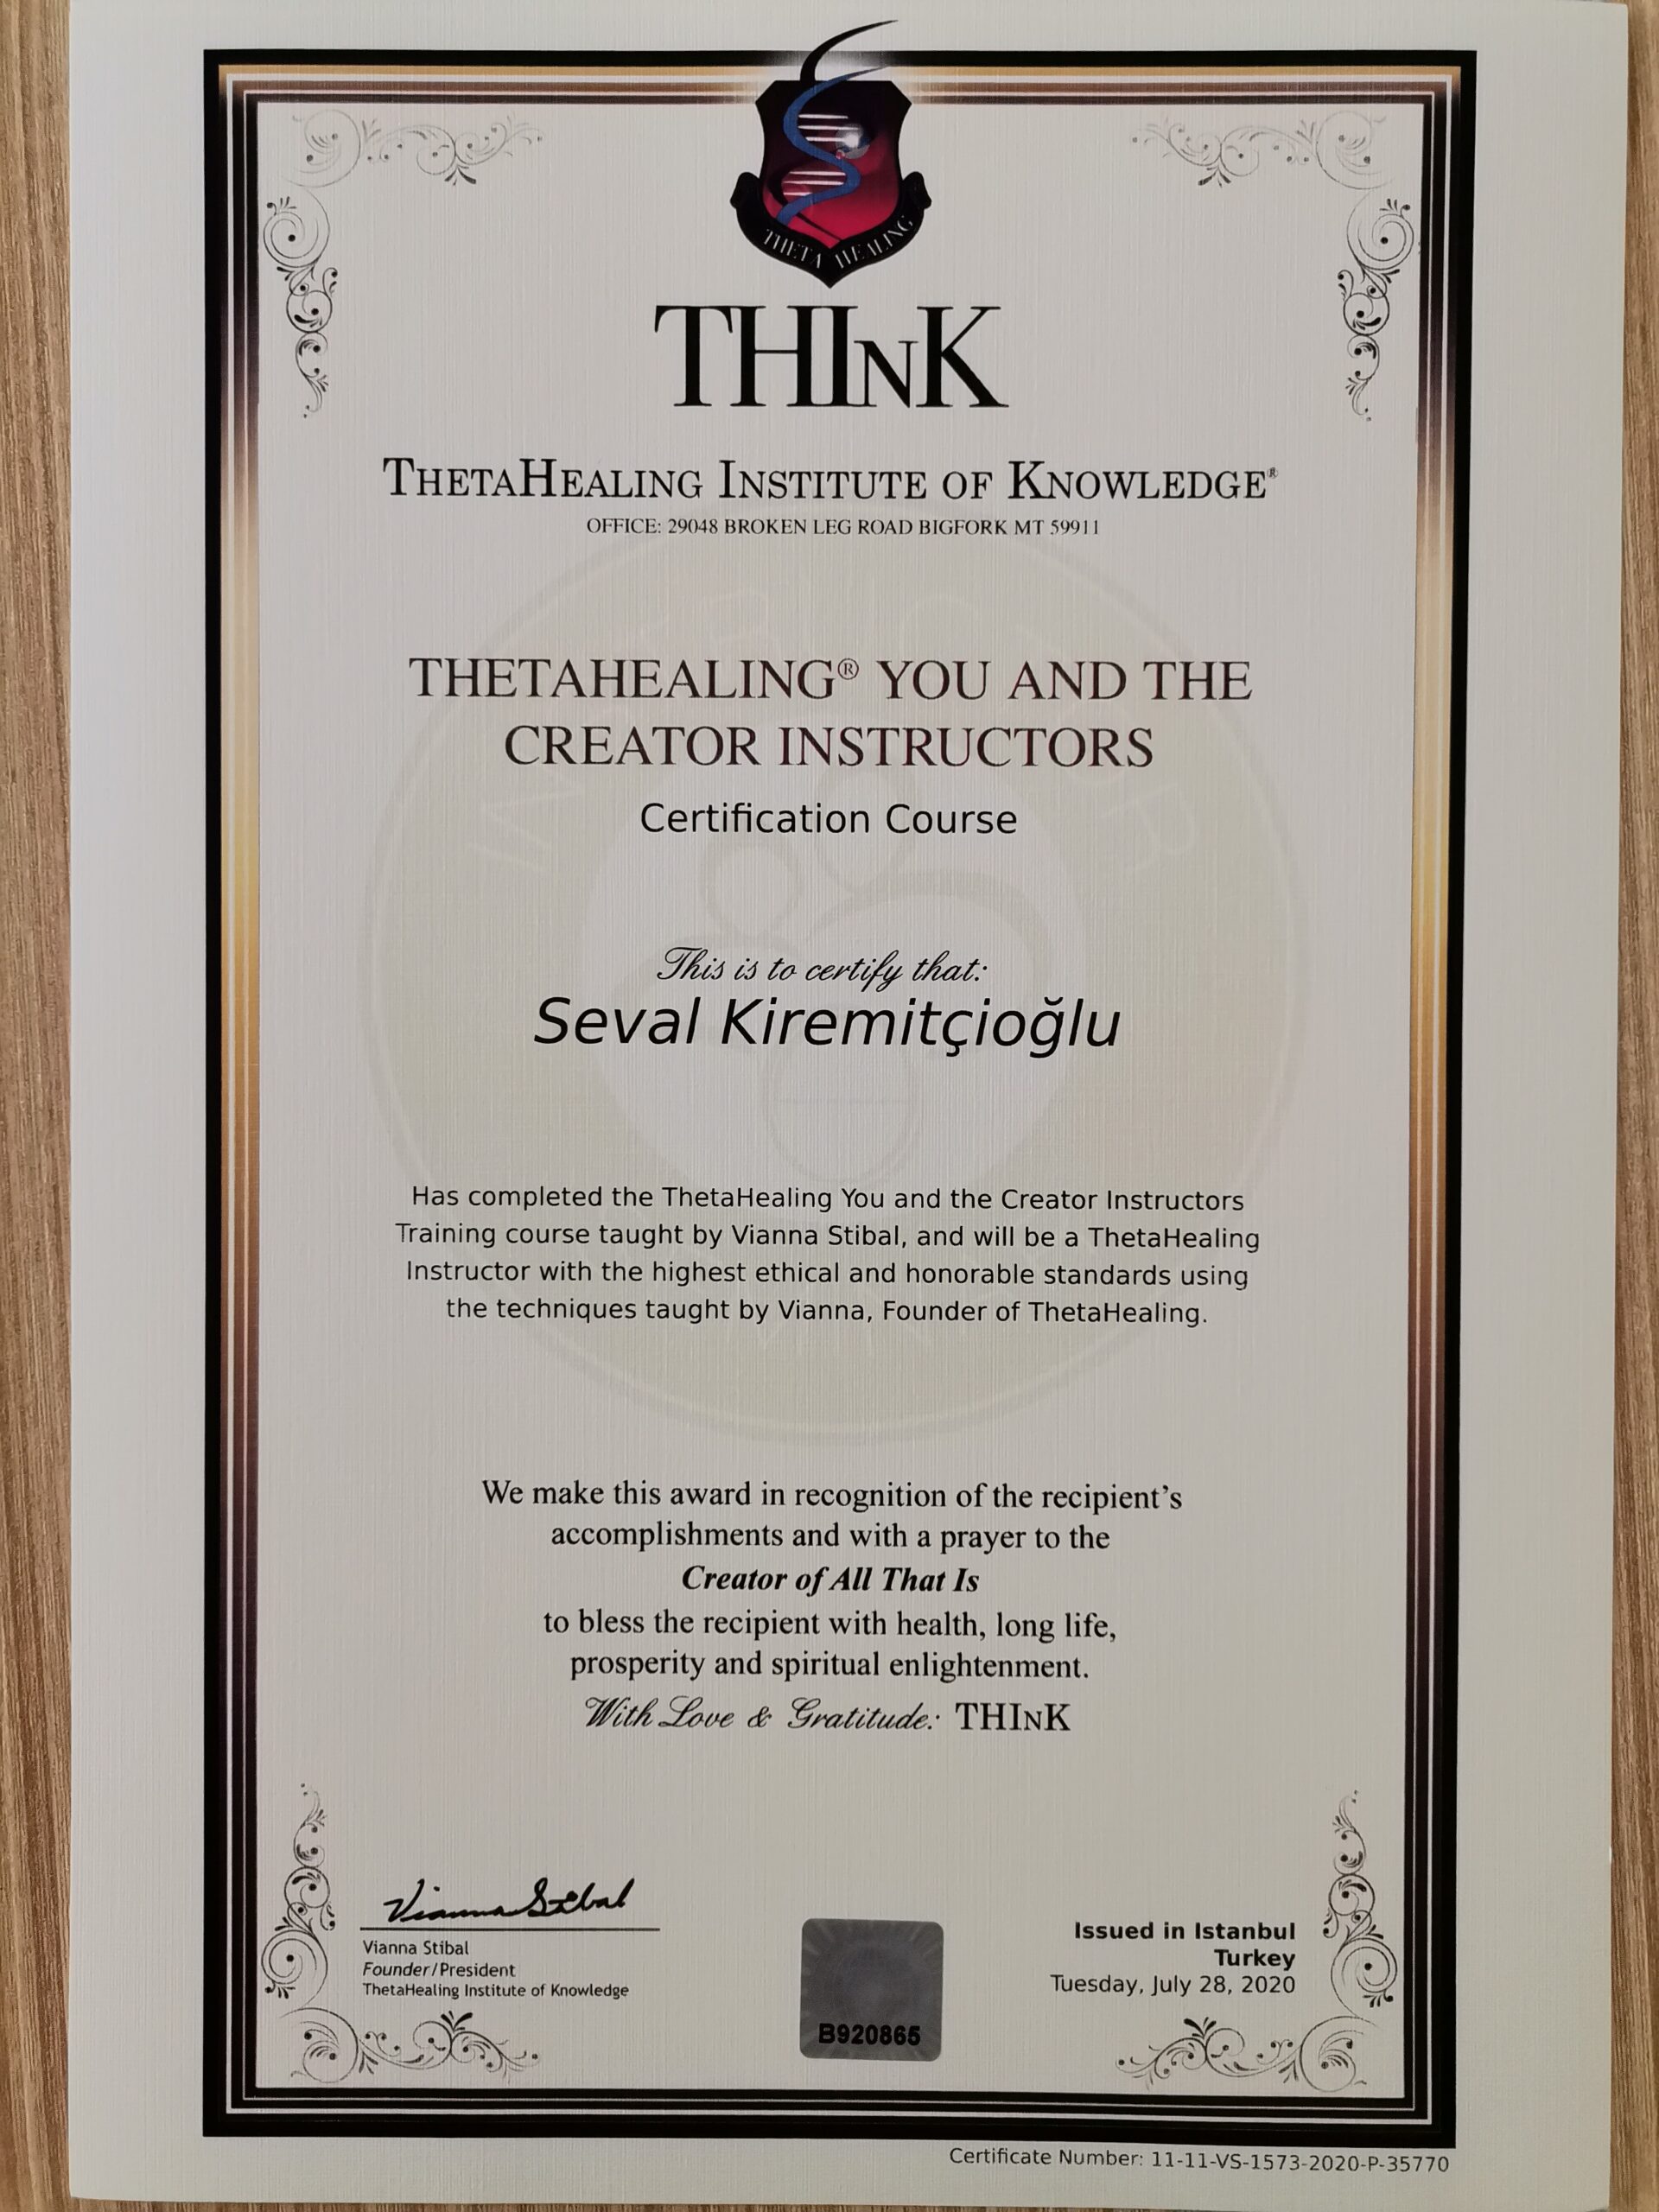 THETA HEALING
THInK
ThetaHealing Institute of Knowledge®
OFFICE: 29048 BROKEN LEG ROAD BIGFORK MT 59911
THETAHEALING® YOU AND THE
CREATOR INSTRUCTORS
Certification Course
This is to certify that:
Seval Kiremitçioğlu
Has completed the ThetaHealing You and the Creator Instructors
Training course taught by Vianna Stibal, and will be a ThetaHealing
Instructor with the highest ethical and honorable standards using
the techniques taught by Vianna, Founder of ThetaHealing.
We make this award in recognition of the recipient's
accomplishments and with a prayer to the
Creator of All That Is
to bless the recipient with health, long life,
prosperity and spiritual enlightenment.
With Love & Gratitude: THInK
Vianna Stibal
Vianna Stibal
Founder/President
ThetaHealing Institute of Knowledge
B920865
Issued in Istanbul
Turkey
Tuesday, July 28, 2020
Certificate Number: 11-11-VS-1573-2020-P-35770